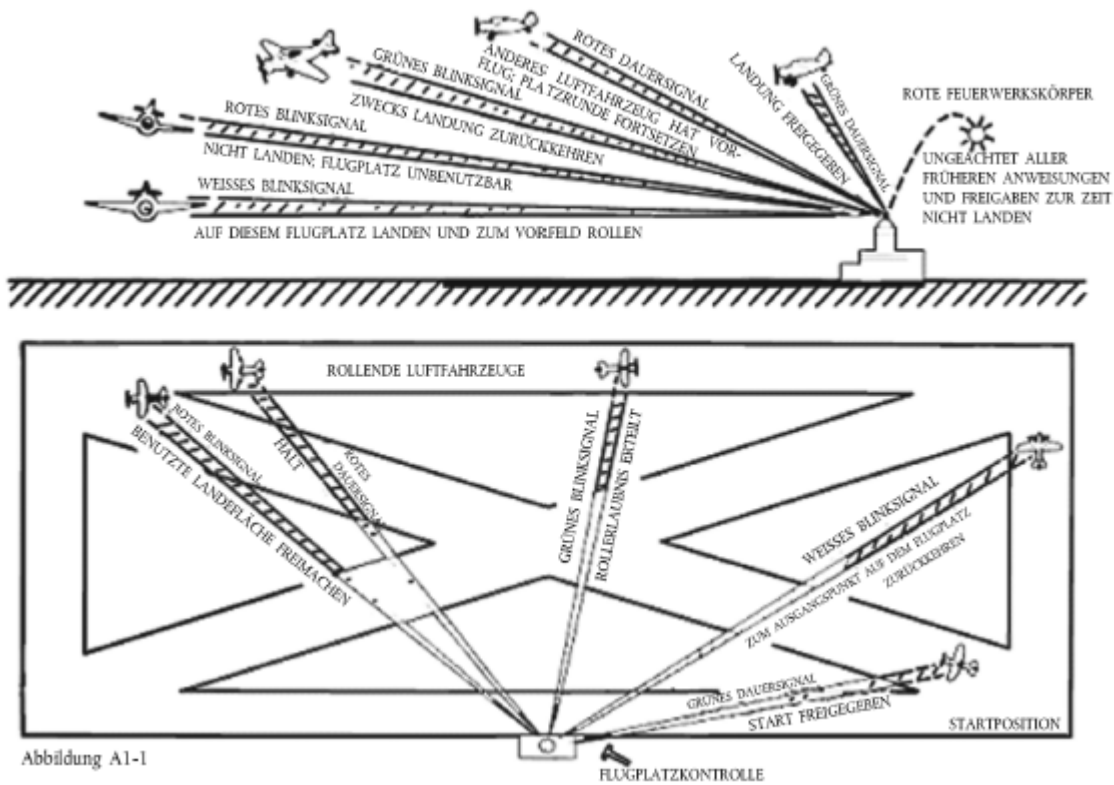 ROTES DAUERSIGNAL
ANDERES LUFTFAHRZEUG HAT VOR-
FLUG; PLATZRUNDE FORTSETZEN
GRÜNES BLINKSIGNAL
ZWECKS LANDUNG ZURÜCKKEHREN
ROTES BLINKSIGNAL
NICHT LANDEN; FLUGPLATZ UNBENUTZBAR
WEISSES BLINKSIGNAL
AUF DIESEM FLUGPLATZ LANDEN UND ZUM VORFELD ROLLEN
GRÜNES DAUERSIGNAL
LANDUNG FREIGEGEBEN
ROTE FEUERWERKSKÖRPER
UNGEACHTET ALLER
FRÜHEREN ANWEISUNGEN
UND FREIGABEN ZUR ZEIT
NICHT LANDEN
ROLLENDE LUFTFAHRZEUGE
ROTES BLINKSIGNAL
BENUTZTE LANDEFLÄCHE FREIMACHEN
ROTES
DAUERSIGNAL
HALT
GRÜNES BLINKSIGNAL
ROLLERLAUBNIS ERTEILT
WEISSES BLINKSIGNAL
ZUM AUSGANGSPUNKT AUF DEM FLUGPLATZ
ZURÜCKKEHREN
GRÜNES DAUERSIGNAL
START FREIGEGEBEN
STARTPOSITION
Abbildung A1-1
FLUGPLATZKONTROLLE